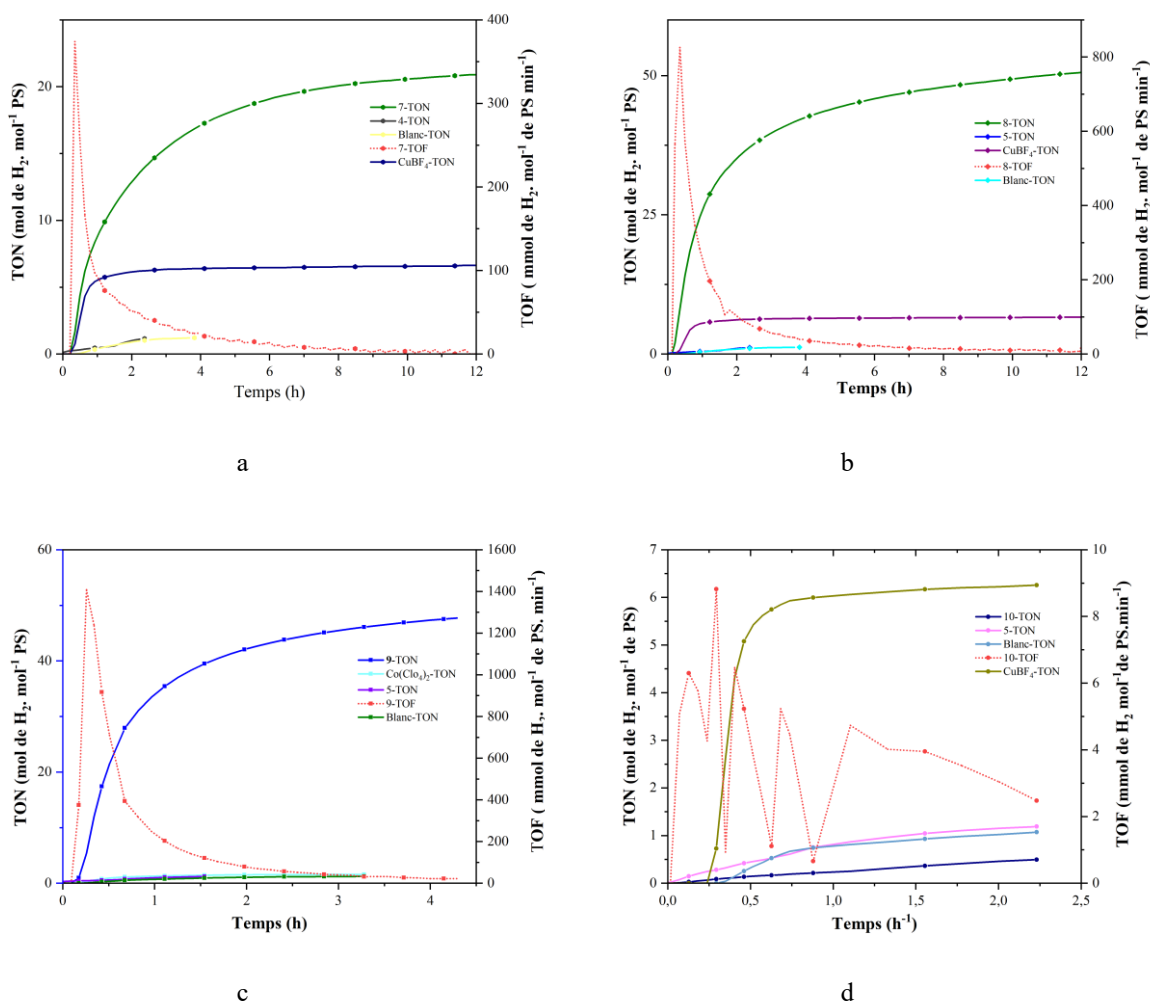 TON (mol de H₂. mol⁻¹ PS)
20
10
0
0 2 4 6 8 10 12
Temps (h)
400
300
200
100
0
TOF ( mmol de H₂. mol⁻¹ de PS min⁻¹)
7-TON
4-TON
Blanc-TON
7-TOF
CuBF₄-TON
a
TON (mol de H₂. mol⁻¹ PS)
50
25
0
0 2 4 6 8 10 12
Temps (h)
800
600
400
200
0
TOF ( mmol de H₂. mol⁻¹ de PS min⁻¹)
8-TON
5-TON
CuBF₄-TON
8-TOF
Blanc-TON
b
TON (mol de H₂. mol⁻¹ PS)
60
40
20
0
0 1 2 3 4
Temps (h)
1600
1400
1200
1000
800
600
400
200
0
TOF ( mmol de H₂. mol⁻¹ de PS. min⁻¹)
9-TON
Co(Clo₄)₂-TON
5-TON
9-TOF
Blanc-TON
c
TON (mol de H₂. mol⁻¹ de PS)
7
6
5
4
3
2
1
0
0,0 0,5 1,0 1,5 2,0 2,5
Temps (h⁻¹)
10
8
6
4
2
0
TOF (mmol de H₂ mol⁻¹ de PS.min⁻¹)
10-TON
5-TON
Blanc-TON
10-TOF
CuBF₄-TON
d